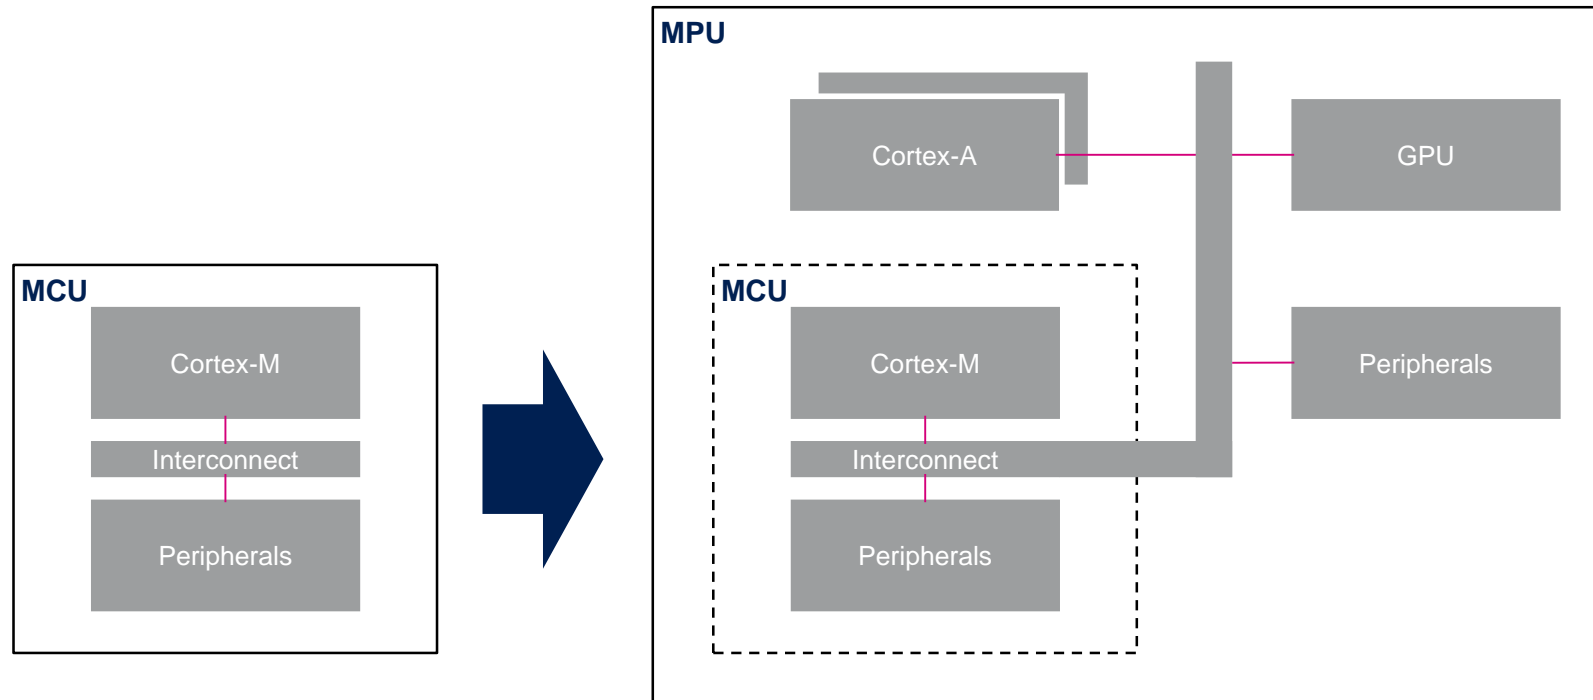 MCU
Cortex-M
Interconnect
Peripherals
MPU
Cortex-A
GPU
MCU
Cortex-M
Interconnect
Peripherals
Peripherals